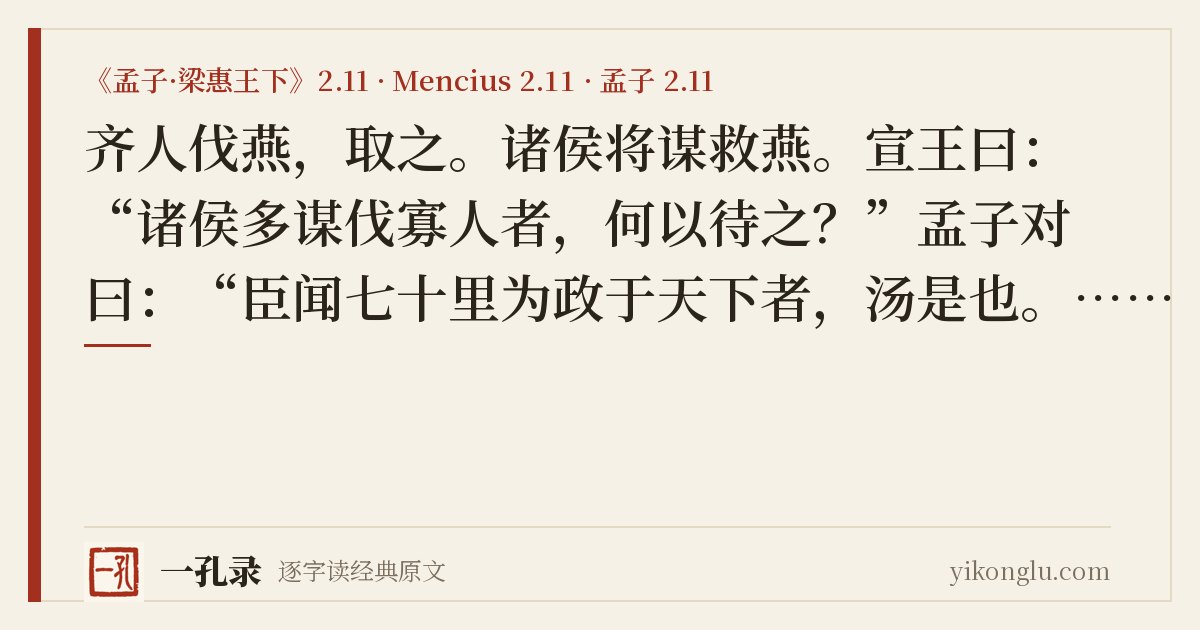 《孟子·梁惠王下》2.11 · Mencius 2.11 · 孟子 2.11
齐人伐燕，取之。诸侯将谋救燕。宣王曰：
“诸侯多谋伐寡人者，何以待之？”孟子对
曰：“臣闻七十里为政于天下者，汤是也。……
一孔
一孔录 逐字读经典原文 yikonglu.com